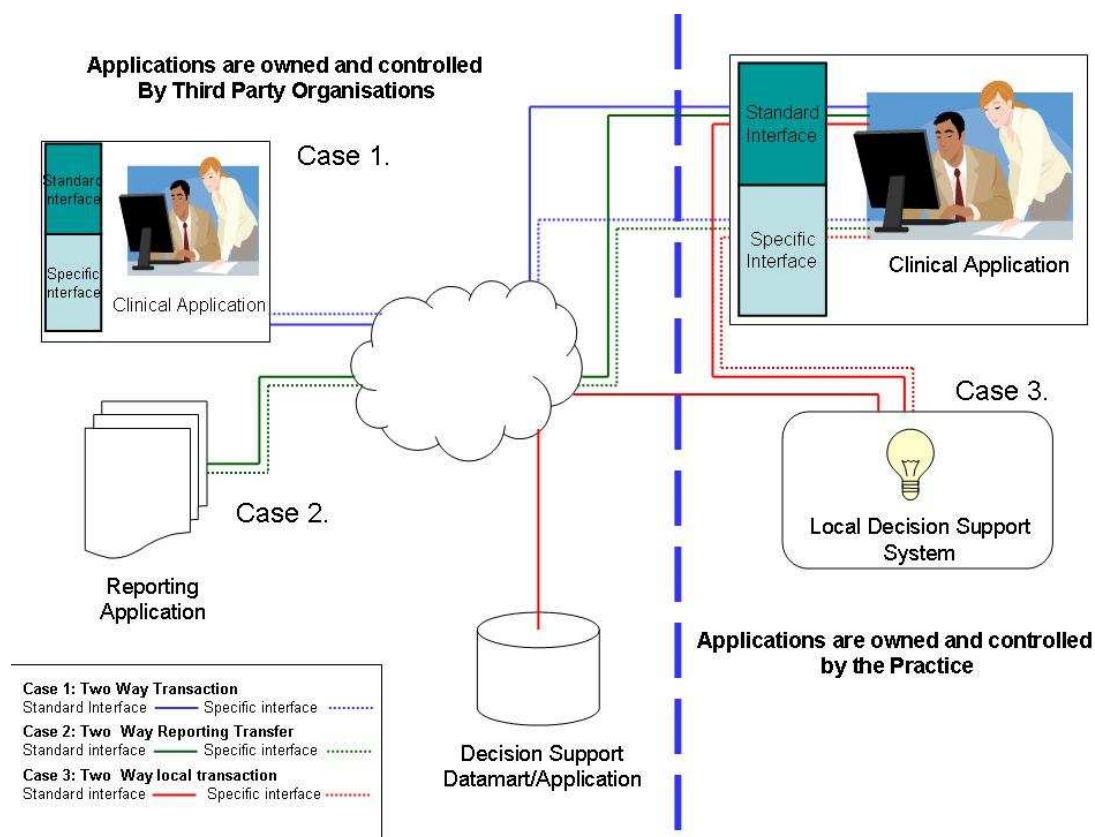 Applications are owned and controlled
By Third Party Organisations
Case 1.
Standard
Interface
Specific
Interface
Clinical Application
Standard
Interface
Specific
Interface
Clinical Application
Case 2.
Reporting
Application
Case 3.
Local Decision Support
System
Decision Support
Datamart/Application
Applications are owned and controlled
by the Practice
Case 1: Two Way Transaction
Standard Interface Specific interface
Case 2: Two Way Reporting Transfer
Standard interface Specific interface
Case 3: Two Way local transaction
Standard interface Specific interface